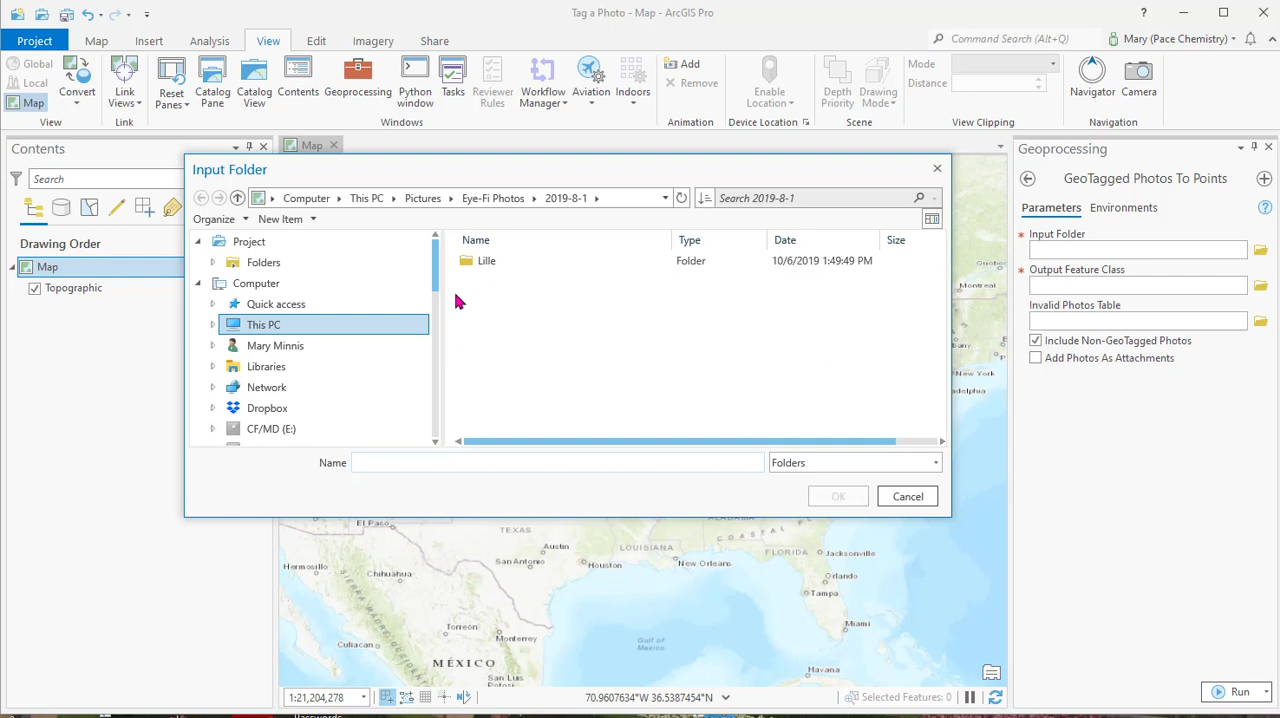 Tag a Photo - Map - ArcGIS Pro
?
Project Map Insert Analysis View Edit Imagery Share
Command Search (Alt+Q)
Mary (Pace Chemistry)
Global
Local
Map
Convert
View
Link Views
Link
Reset Panes
Catalog Pane
Catalog View
Contents
Geoprocessing
Python window
Tasks
Reviewer Rules
Workflow Manager
Aviation
Indoors
Windows
Add
Remove
Animation
Enable Location
Device Location
Depth Priority
Drawing Mode
Scene
Mode
Distance
View Clipping
Navigator
Camera
Navigation
Contents
Search
Drawing Order
Map
Topographic
Map
Input Folder
Computer This PC Pictures Eye-Fi Photos 2019-8-1
Search 2019-8-1
Organize New Item
Project
Folders
Computer
Quick access
This PC
Mary Minnis
Libraries
Network
Dropbox
CF/MD (E:)
Name Type Date Size
Lille Folder 10/6/2019 1:49:49 PM
Name
Folders
OK Cancel
Geoprocessing
GeoTagged Photos To Points
Parameters Environments
?
* Input Folder
* Output Feature Class
Invalid Photos Table
Include Non-GeoTagged Photos
Add Photos As Attachments
Run
Montreal
New York
adelphia
El Paso
TEXAS
Hermosillo
Chihuahua
Austin
San Antonio
Houston
LOUISIANA
New Orleans
ALABAMA
COASTAL
FLORIDA
Jacksonville
Orlando
Tampa
Miami
Culiacan
Torreón
Monterrey
MÉXICO
San Luis Potosí
Gulf of Mexico
Havana
1:21,204,278
70.9607634°W 36.5387454°N
Selected Features: 0